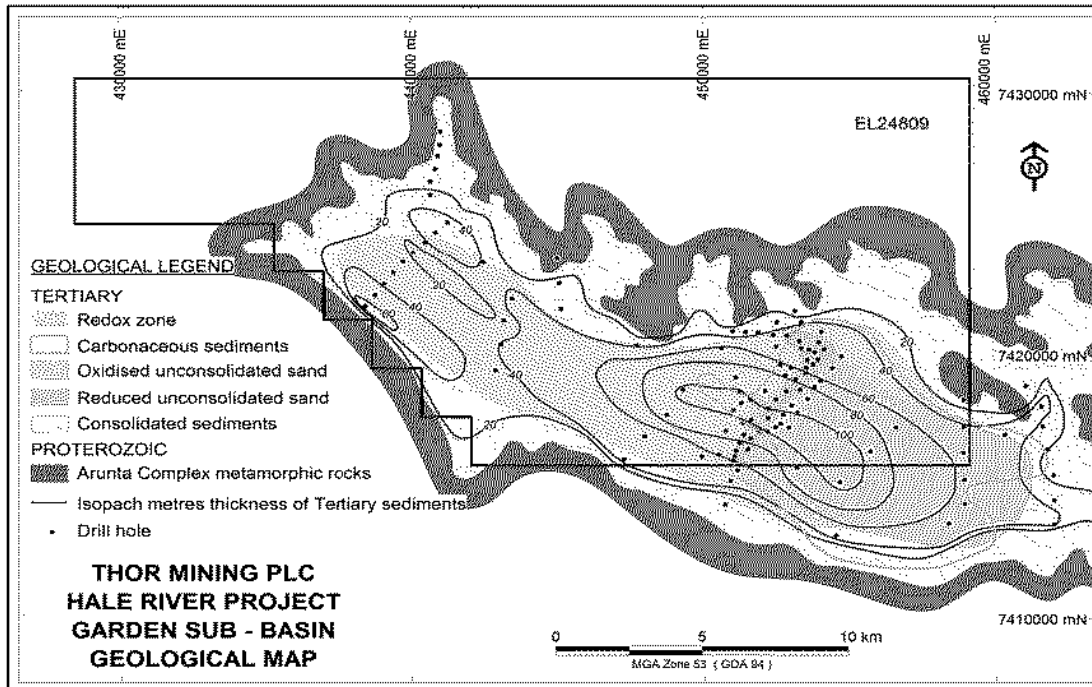 430000 mE
440000 mE
450000 mE
460000 mE
7430000 mN
EL24809
N
GEOLOGICAL LEGEND
TERTIARY
Redox zone
Carbonaceous sediments
Oxidised unconsolidated sand
Reduced unconsolidated sand
Consolidated sediments
PROTEROZOIC
Arunta Complex metamorphic rocks
Isopach metres thickness of Tertiary sediments
Drill hole
20
40
20
60
40
40
20
20
40
60
80
100
7420000 mN
THOR MINING PLC
HALE RIVER PROJECT
GARDEN SUB - BASIN
GEOLOGICAL MAP
0 5 10 km
MGA Zone 53 ( GDA 94 )
7410000 mN